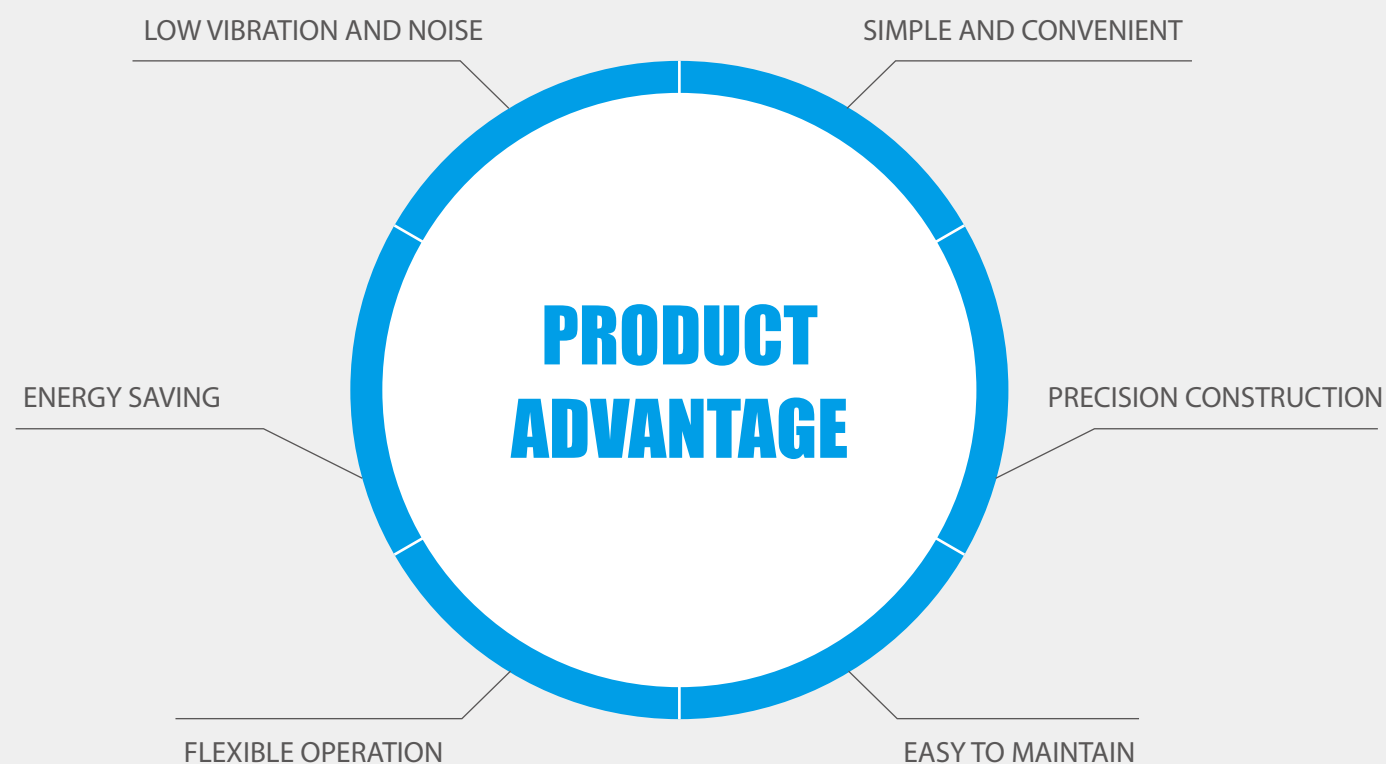 LOW VIBRATION AND NOISE
SIMPLE AND CONVENIENT
PRODUCT
ADVANTAGE
ENERGY SAVING
PRECISION CONSTRUCTION
FLEXIBLE OPERATION
EASY TO MAINTAIN